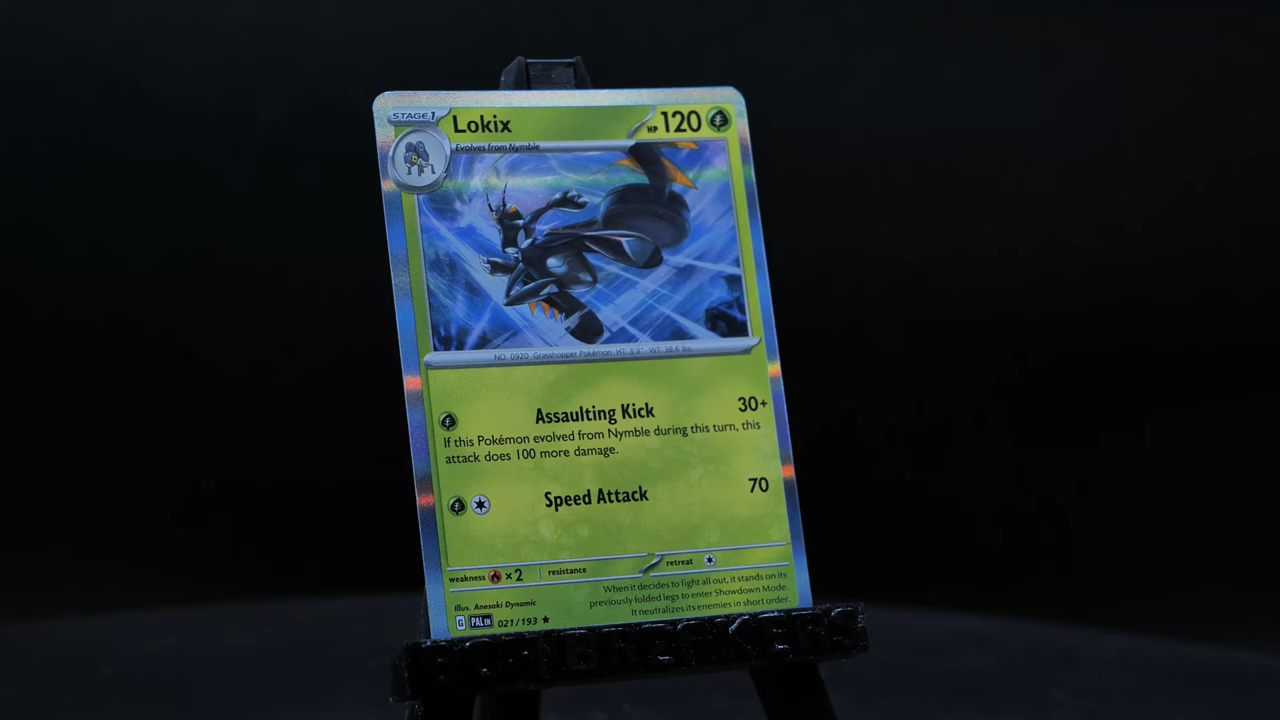 STAGE 1
Lokix
HP 120
Evolves from Nymble
NO. 0920 Grasshopper Pokémon HT: 3'3" WT: 38.6 lbs
Assaulting Kick 30+
If this Pokémon evolved from Nymble during this turn, this
attack does 100 more damage.
Speed Attack 70
weakness ×2 resistance retreat
When it decides to fight all out, it stands on its
previously folded legs to enter Showdown Mode.
It neutralizes its enemies in short order.
Illus. Anesaki Dynamic
G PAL EN 021/193 ★